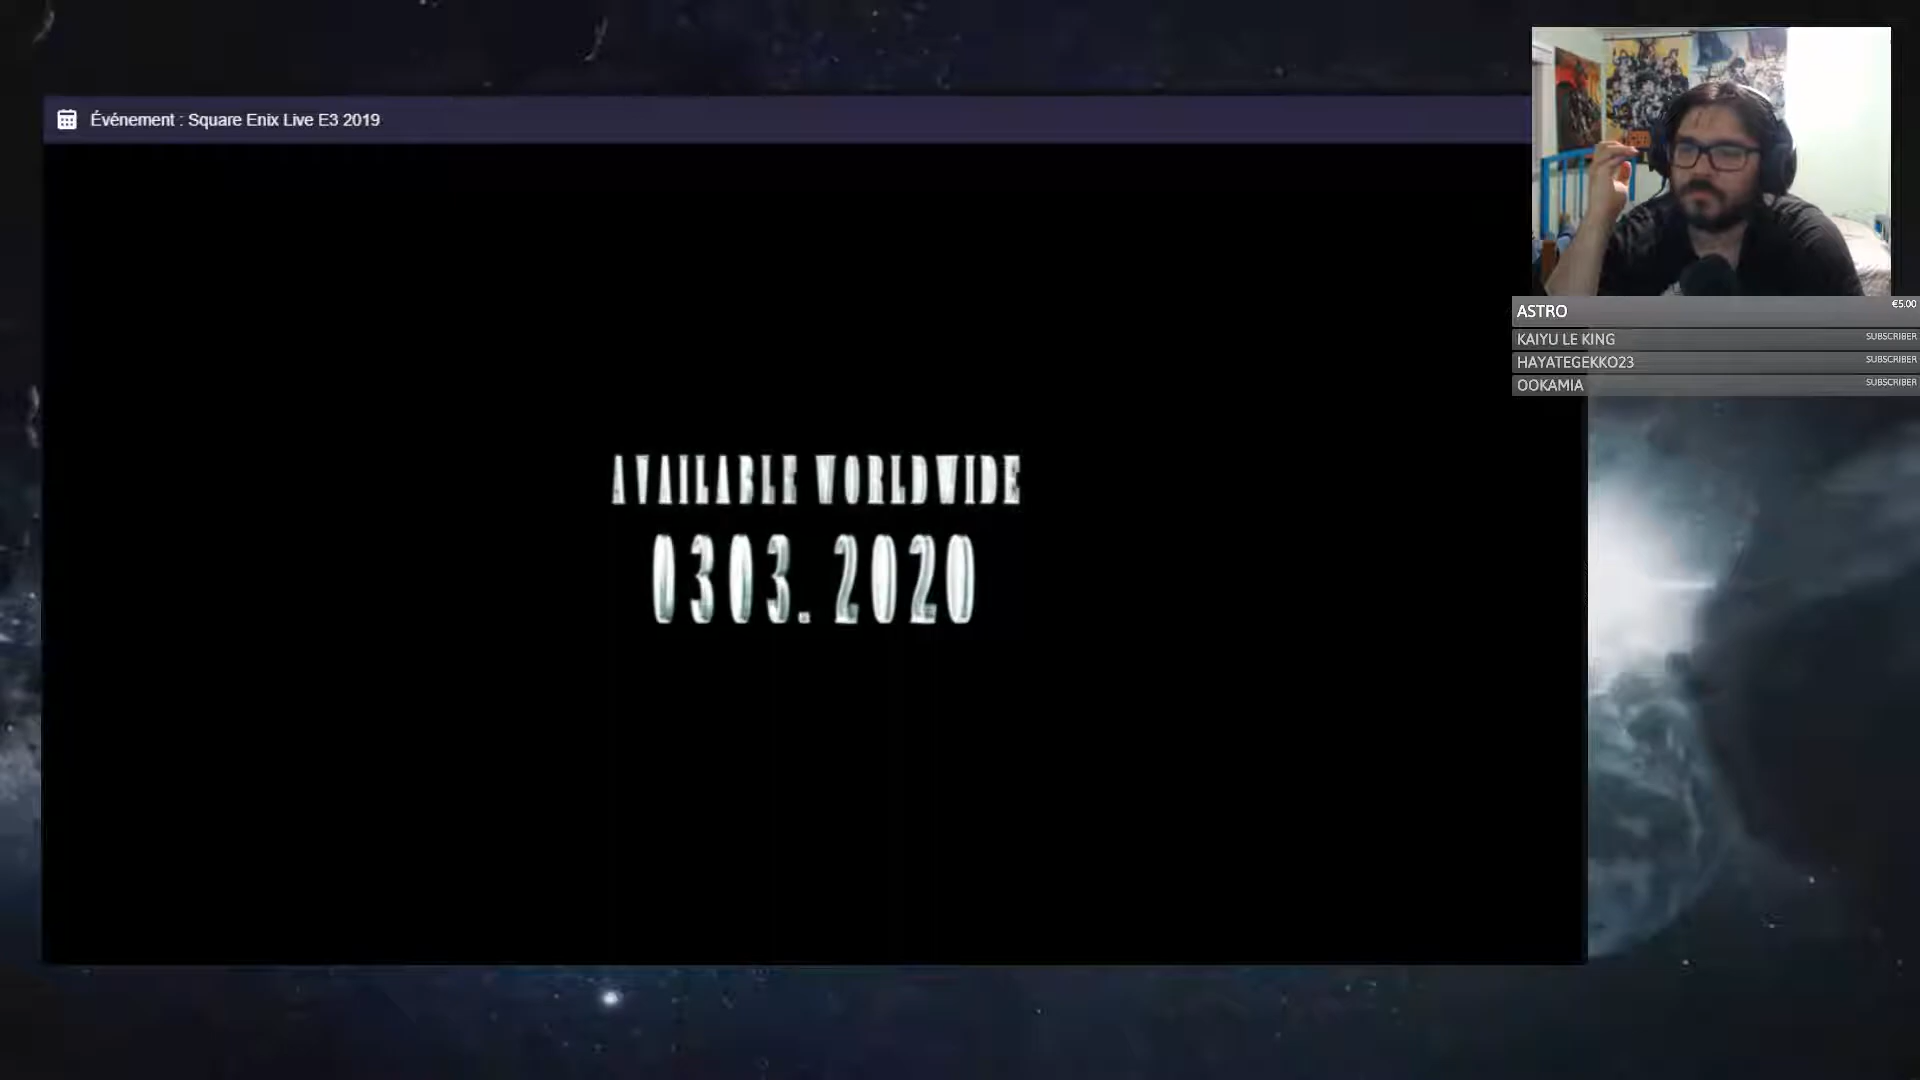 Événement : Square Enix Live E3 2019
AVAILABLE WORLDWIDE
0303. 2020
ASTRO €5.00
KAIYU LE KING SUBSCRIBER
HAYATEGEKKO23 SUBSCRIBER
OOKAMIA SUBSCRIBER